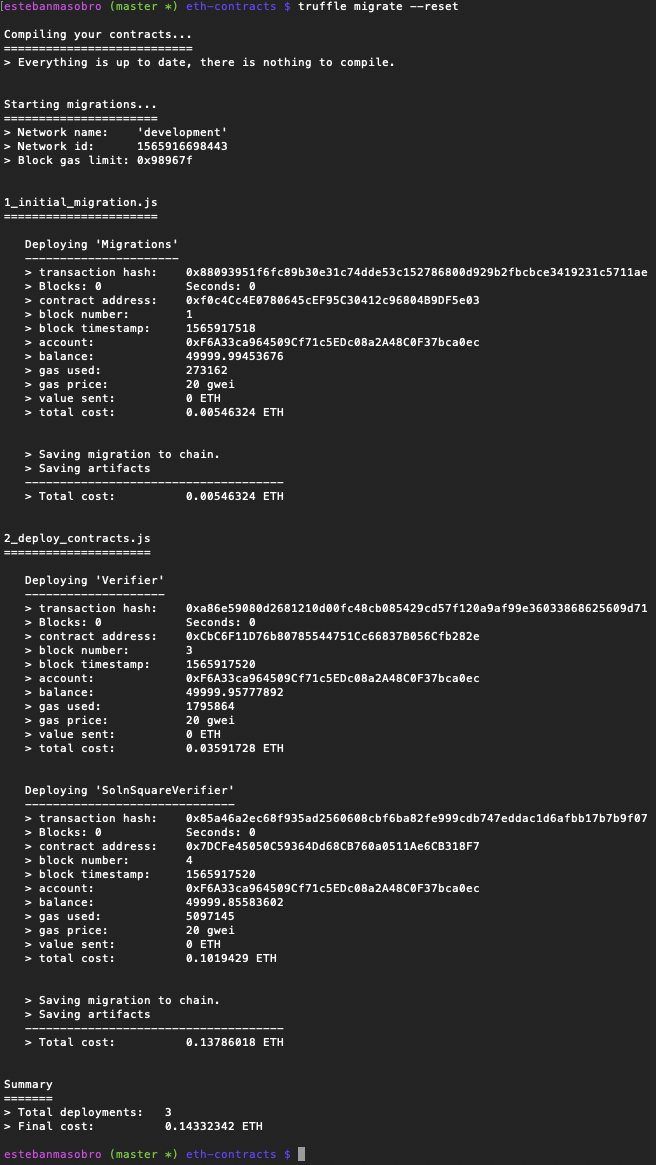 estebanmasobro (master *) eth-contracts $ truffle migrate --reset
Compiling your contracts...
===========================
> Everything is up to date, there is nothing to compile.
Starting migrations...
======================
> Network name:    'development'
> Network id:      1565916698443
> Block gas limit: 0x98967f
1_initial_migration.js
======================
Deploying 'Migrations'
----------------------
> transaction hash:    0x88093951f6fc89b30e31c74dde53c152786800d929b2fbcbce3419231c5711ae
> Blocks: 0            Seconds: 0
> contract address:    0xf0c4Cc4E0780645cEF95C30412c96804B9DF5e03
> block number:        1
> block timestamp:     1565917518
> account:             0xF6A33ca964509Cf71c5EDc08a2A48C0F37bca0ec
> balance:             49999.99453676
> gas used:            273162
> gas price:           20 gwei
> value sent:          0 ETH
> total cost:          0.00546324 ETH
> Saving migration to chain.
> Saving artifacts
-------------------------------------
> Total cost:          0.00546324 ETH
2_deploy_contracts.js
=====================
Deploying 'Verifier'
--------------------
> transaction hash:    0xa86e59080d2681210d00fc48cb085429cd57f120a9af99e36033868625609d71
> Blocks: 0            Seconds: 0
> contract address:    0xCbC6F11D76b80785544751Cc66837B056Cfb282e
> block number:        3
> block timestamp:     1565917520
> account:             0xF6A33ca964509Cf71c5EDc08a2A48C0F37bca0ec
> balance:             49999.95777892
> gas used:            1795864
> gas price:           20 gwei
> value sent:          0 ETH
> total cost:          0.03591728 ETH
Deploying 'SolnSquareVerifier'
------------------------------
> transaction hash:    0x85a46a2ec68f935ad2560608cbf6ba82fe999cdb747eddac1d6afbb17b7b9f07
> Blocks: 0            Seconds: 0
> contract address:    0x7DCFe45050C59364Dd68CB760a0511Ae6CB318F7
> block number:        4
> block timestamp:     1565917520
> account:             0xF6A33ca964509Cf71c5EDc08a2A48C0F37bca0ec
> balance:             49999.85583602
> gas used:            5097145
> gas price:           20 gwei
> value sent:          0 ETH
> total cost:          0.1019429 ETH
> Saving migration to chain.
> Saving artifacts
-------------------------------------
> Total cost:          0.13786018 ETH
Summary
=======
> Total deployments:   3
> Final cost:          0.14332342 ETH
estebanmasobro (master *) eth-contracts $